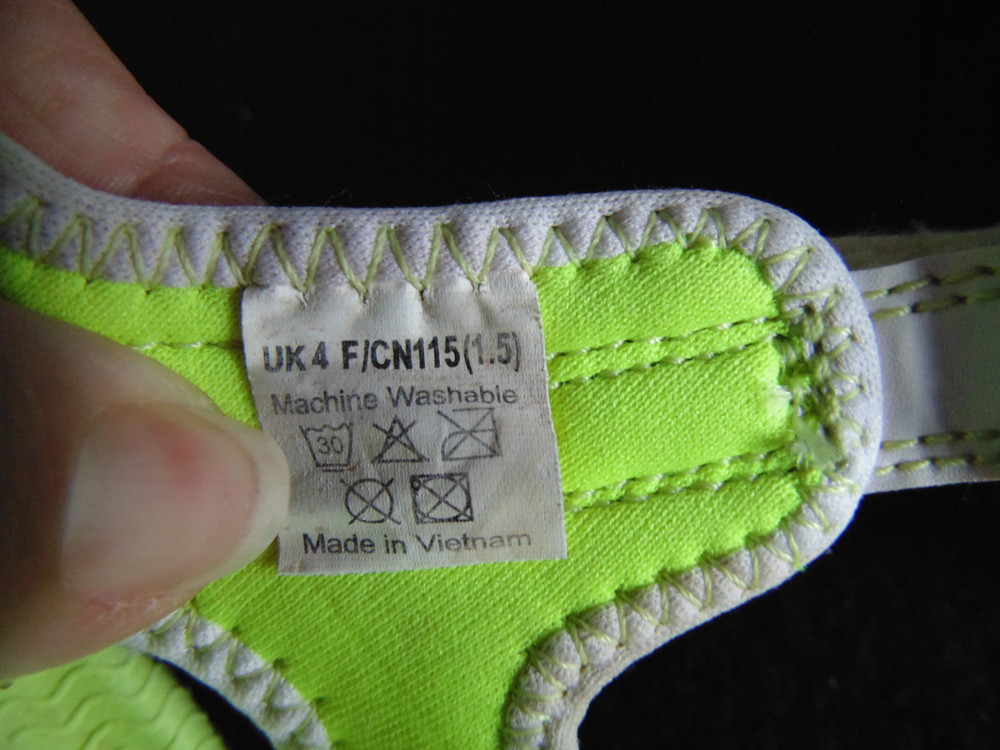 UK 4 F/CN115(1.5)
Machine Washable
30
Made in Vietnam